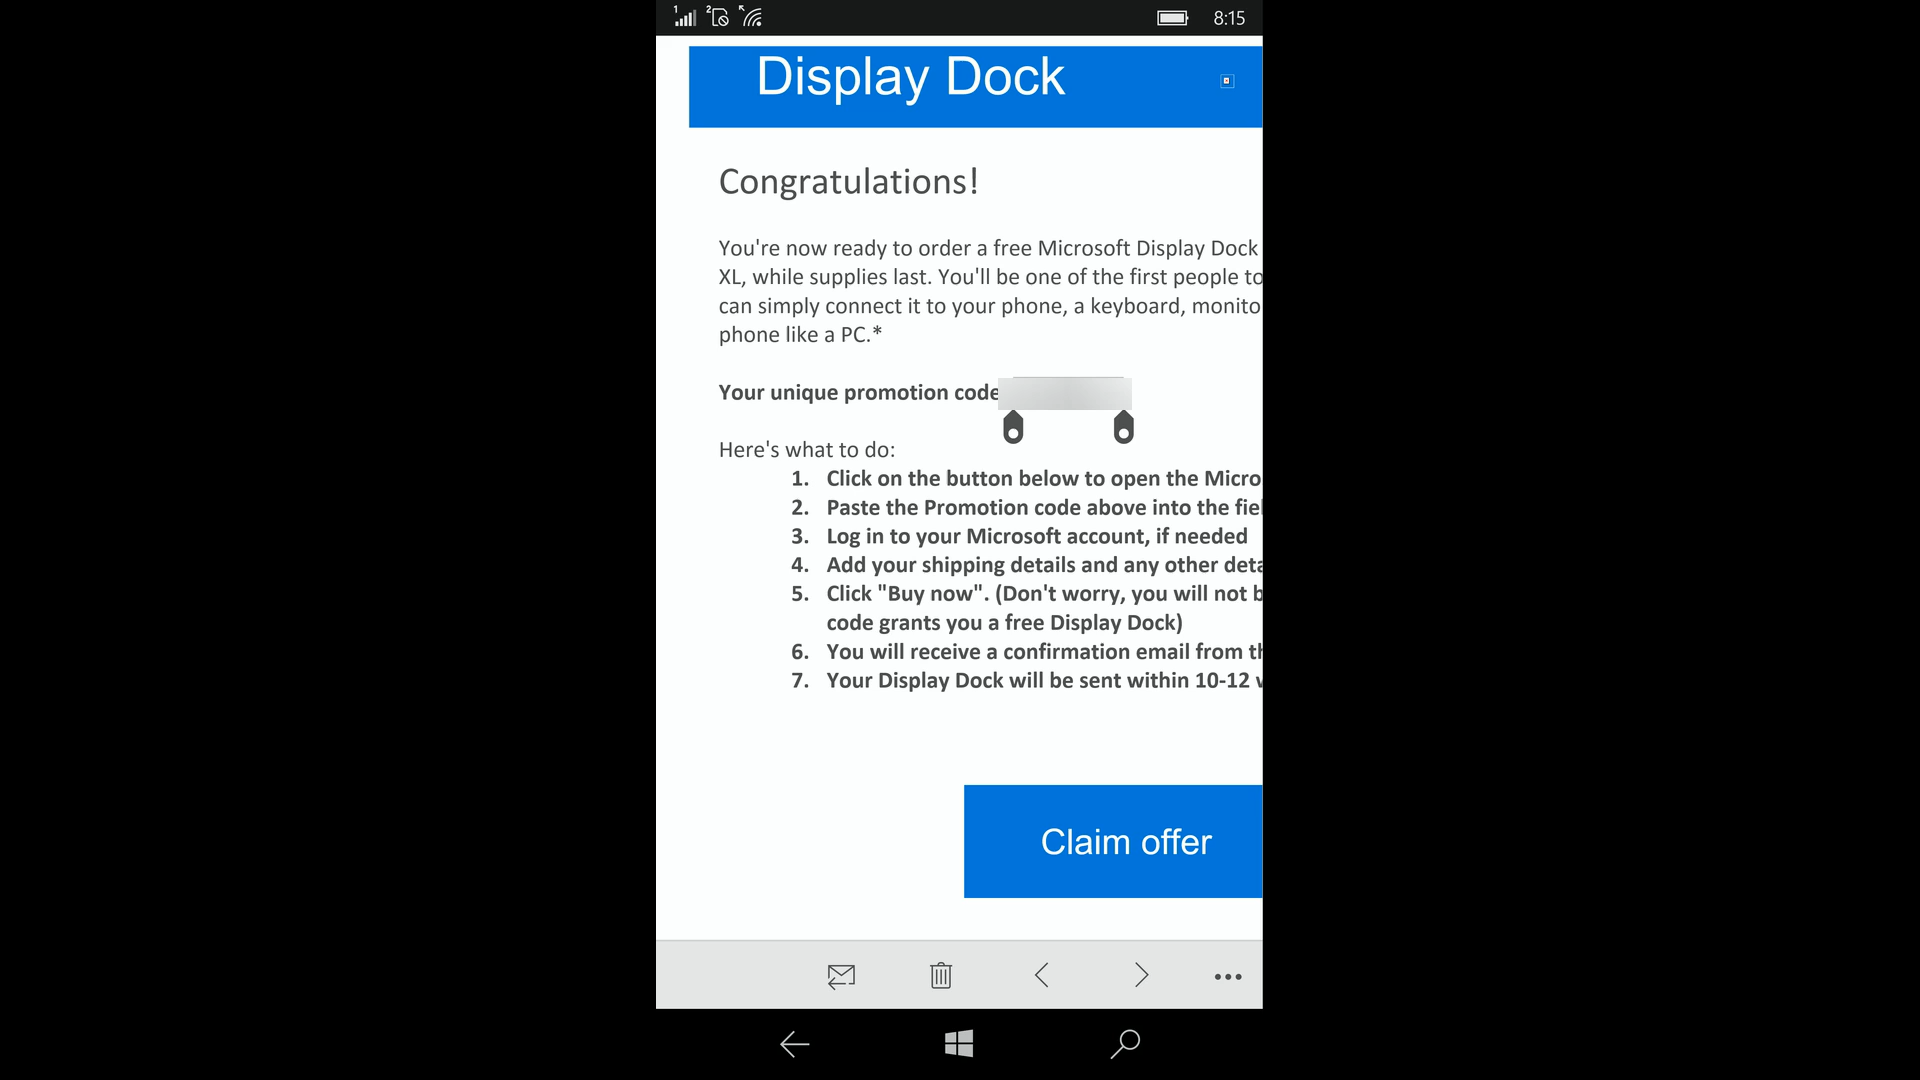 1 2 8:15
Display Dock
Congratulations!
You're now ready to order a free Microsoft Display Dock
XL, while supplies last. You'll be one of the first people to
can simply connect it to your phone, a keyboard, monito
phone like a PC.*
Your unique promotion code
Here's what to do:
1. Click on the button below to open the Micro
2. Paste the Promotion code above into the fiel
3. Log in to your Microsoft account, if needed
4. Add your shipping details and any other deta
5. Click "Buy now". (Don't worry, you will not b
code grants you a free Display Dock)
6. You will receive a confirmation email from th
7. Your Display Dock will be sent within 10-12
Claim offer